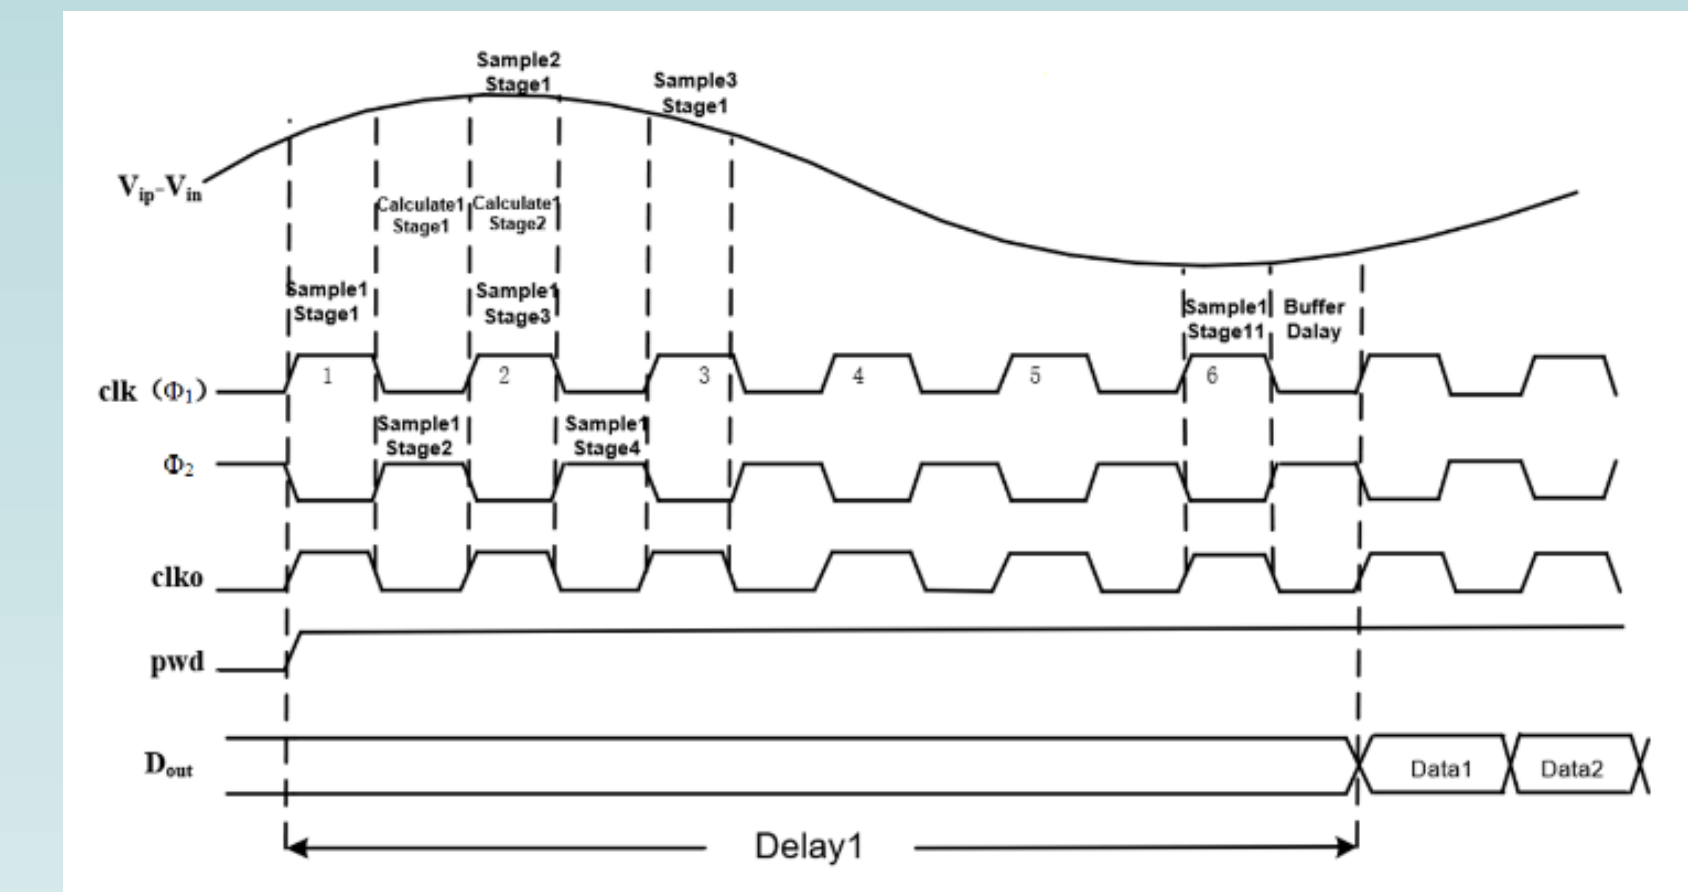 Sample2
Stage1
Sample3
Stage1
Vip-Vin
Calculate1 Calculate1
Stage1 Stage2
Sample1
Stage1
Sample1
Stage3
Sample1
Stage11
Buffer
Dalay
clk（Φ1） 1 2 3 4 5 6
Sample1
Stage2
Sample1
Stage4
Φ2
clko
pwd
Dout
Data1 Data2
Delay1